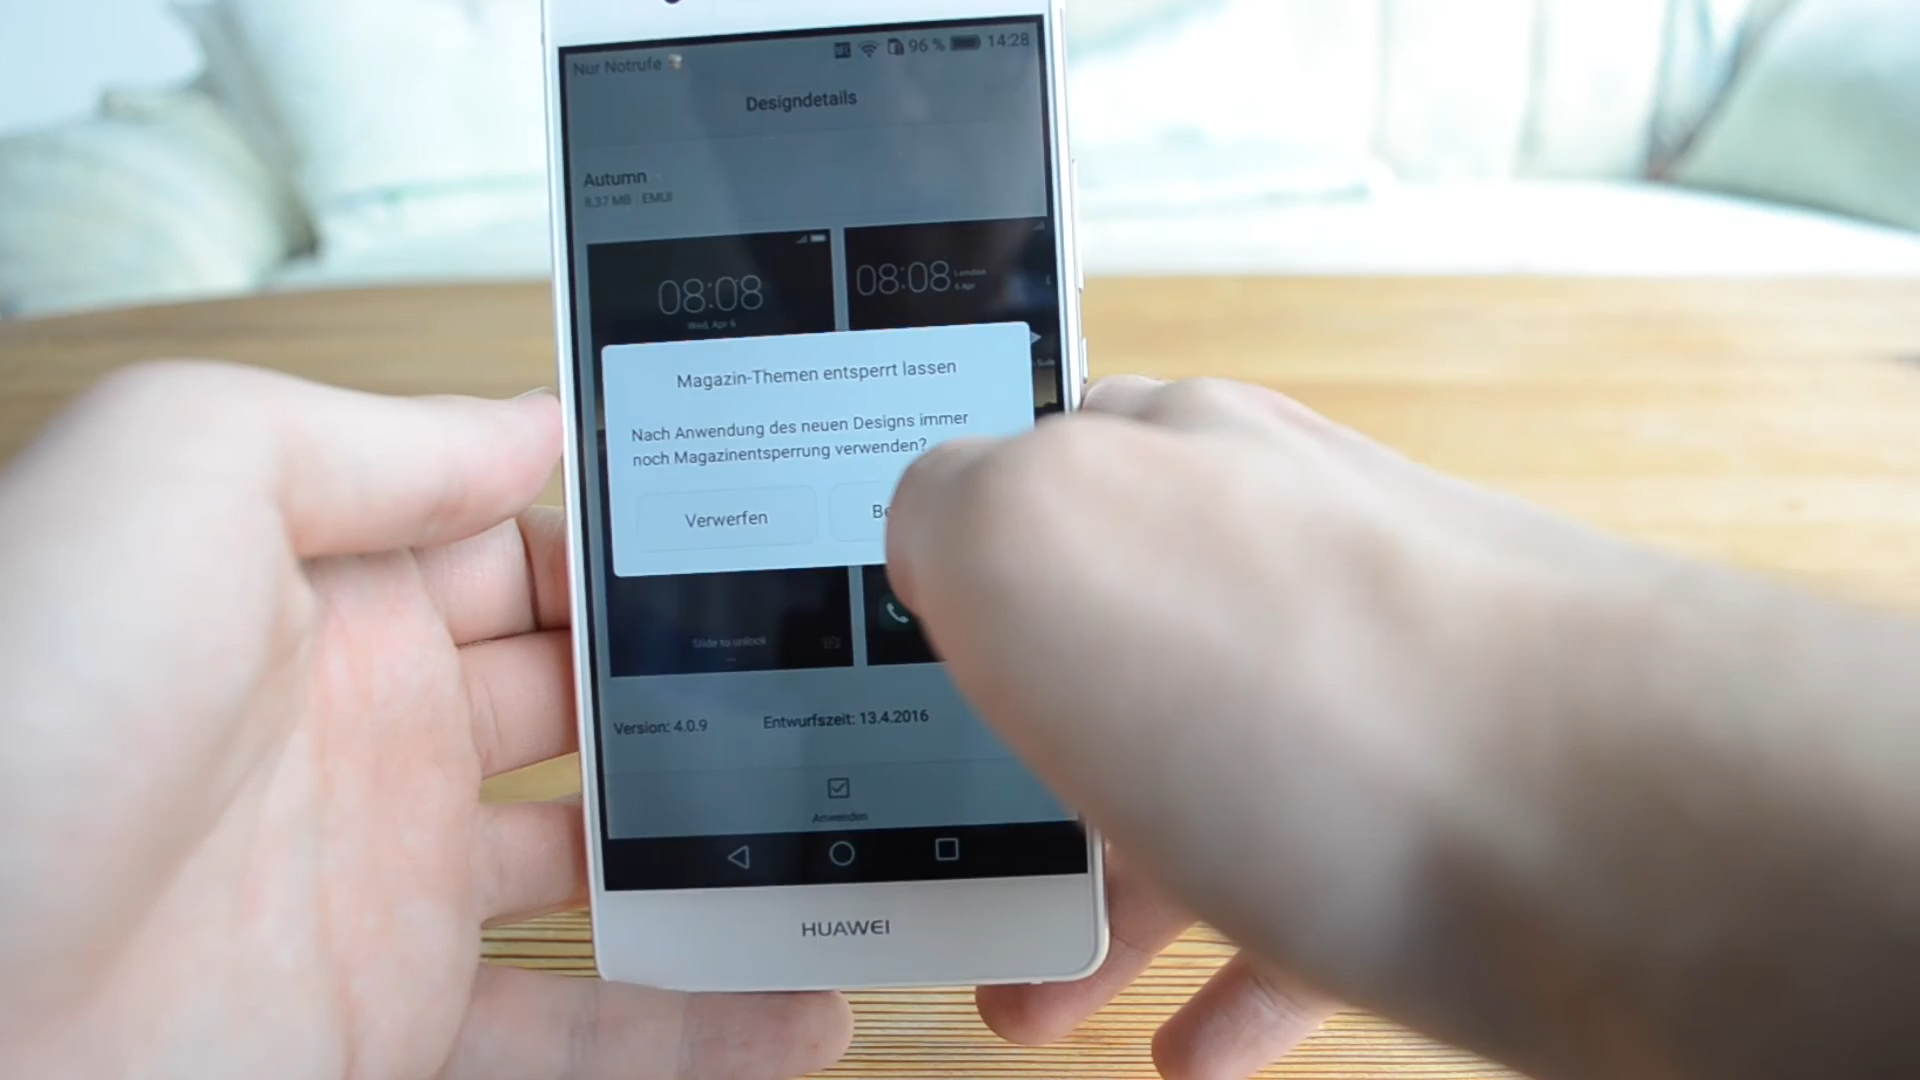 Nur Notrufe
96 %
14:28
Designdetails
Autumn
8,37 MB EMUI
08:08
Wed, Apr 6
08:08
London
6 Apr
Magazin-Themen entsperrt lassen
Nach Anwendung des neuen Designs immer
noch Magazinentsperrung verwenden?
Verwerfen
Be
Slide to unlock
Version: 4.0.9
Entwurfszeit: 13.4.2016
Anwenden
HUAWEI